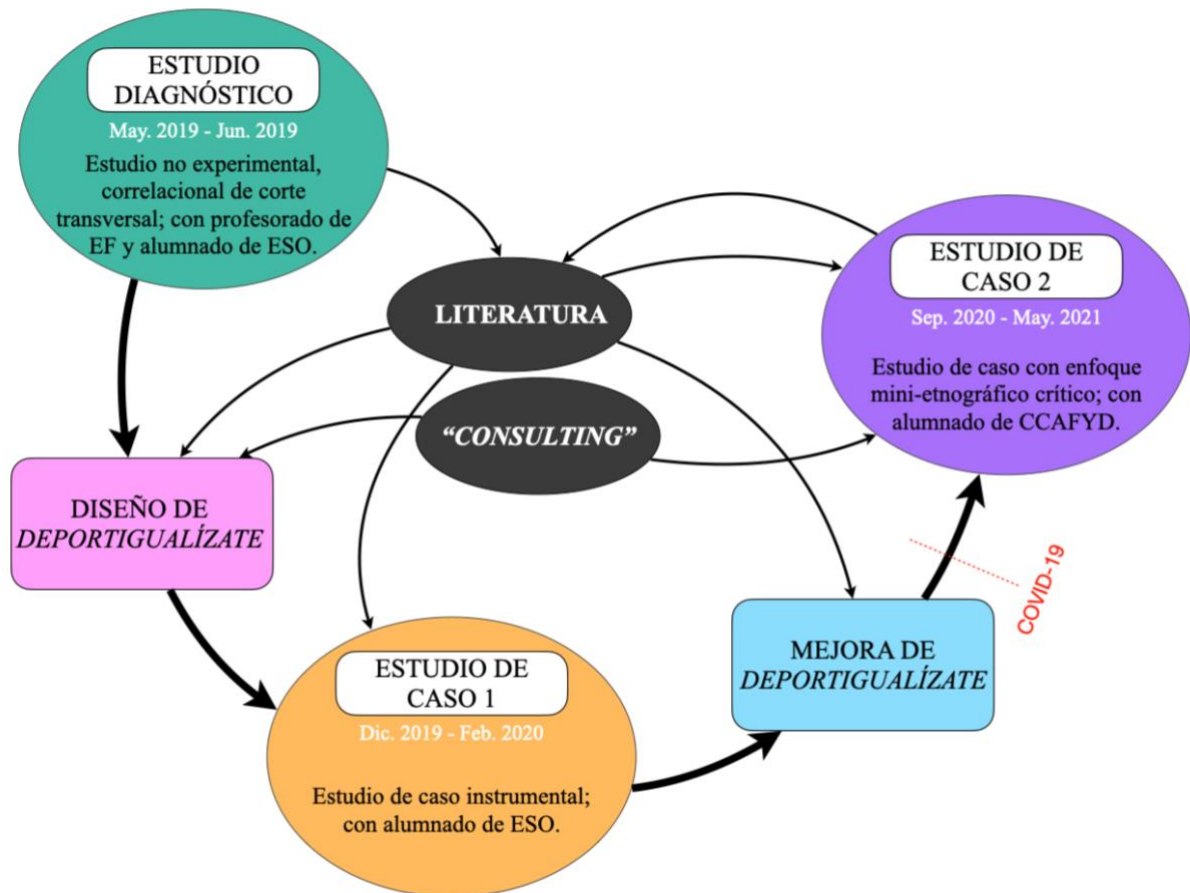 ESTUDIO
DIAGNÓSTICO
May. 2019 - Jun. 2019
Estudio no experimental,
correlacional de corte
transversal; con profesorado de
EF y alumnado de ESO.
LITERATURA
“CONSULTING”
ESTUDIO DE
CASO 2
Sep. 2020 - May. 2021
Estudio de caso con enfoque
mini-etnográfico crítico; con
alumnado de CCAFYD.
DISEÑO DE
DEPORTIGUALÍZATE
ESTUDIO DE
CASO 1
Dic. 2019 - Feb. 2020
Estudio de caso instrumental;
con alumnado de ESO.
MEJORA DE
DEPORTIGUALÍZATE
COVID-19